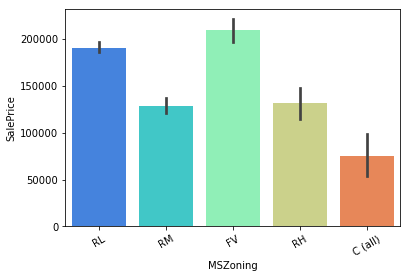 200000
150000
100000
50000
0
SalePrice
RL
RM
FV
RH
C (all)
MSZoning